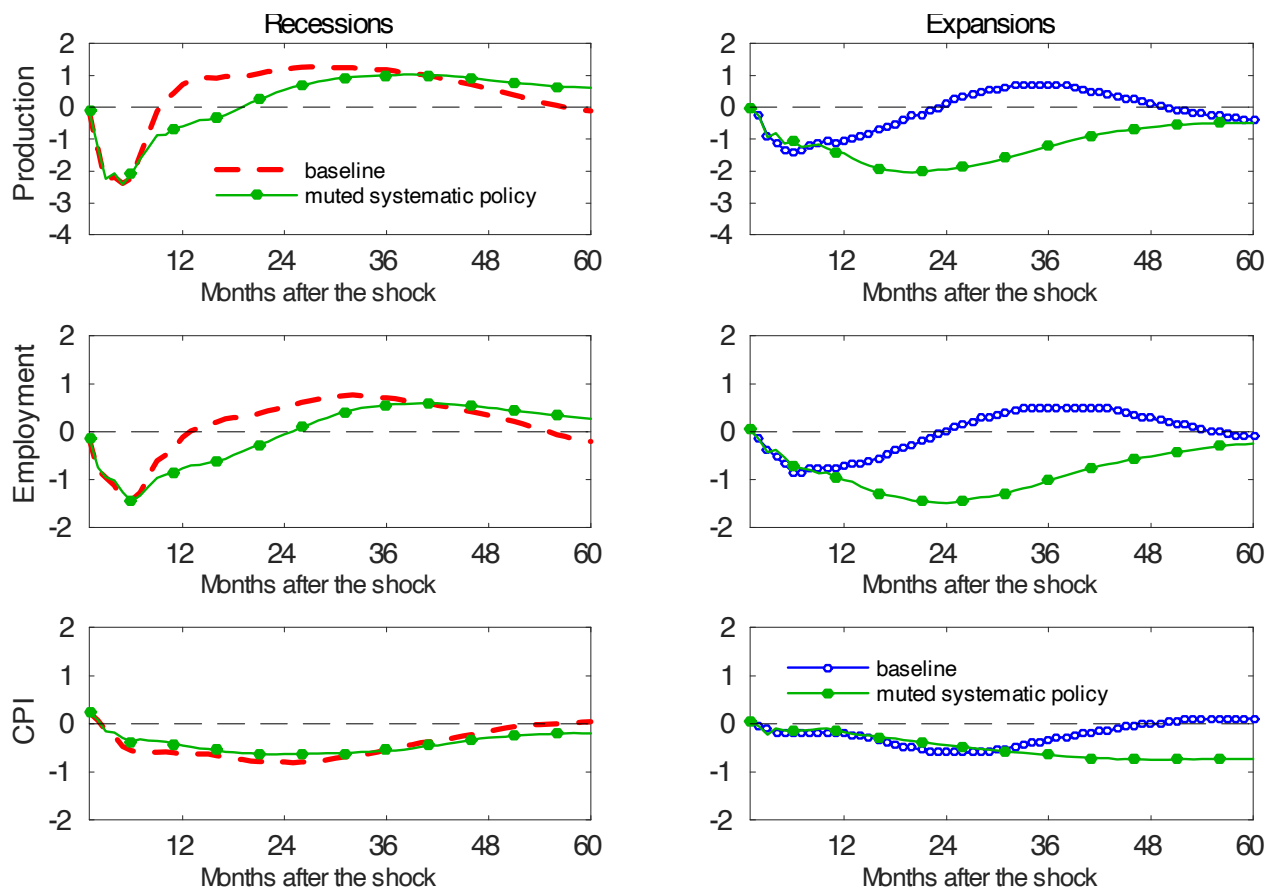 Recessions
Expansions
Production
2
1
0
-1
-2
-3
-4
baseline
muted systematic policy
12 24 36 48 60
Months after the shock
2
1
0
-1
-2
-3
-4
12 24 36 48 60
Months after the shock
Employment
2
1
0
-1
-2
12 24 36 48 60
Months after the shock
2
1
0
-1
-2
12 24 36 48 60
Months after the shock
CPI
2
1
0
-1
-2
12 24 36 48 60
Months after the shock
2
1
0
-1
-2
baseline
muted systematic policy
12 24 36 48 60
Months after the shock